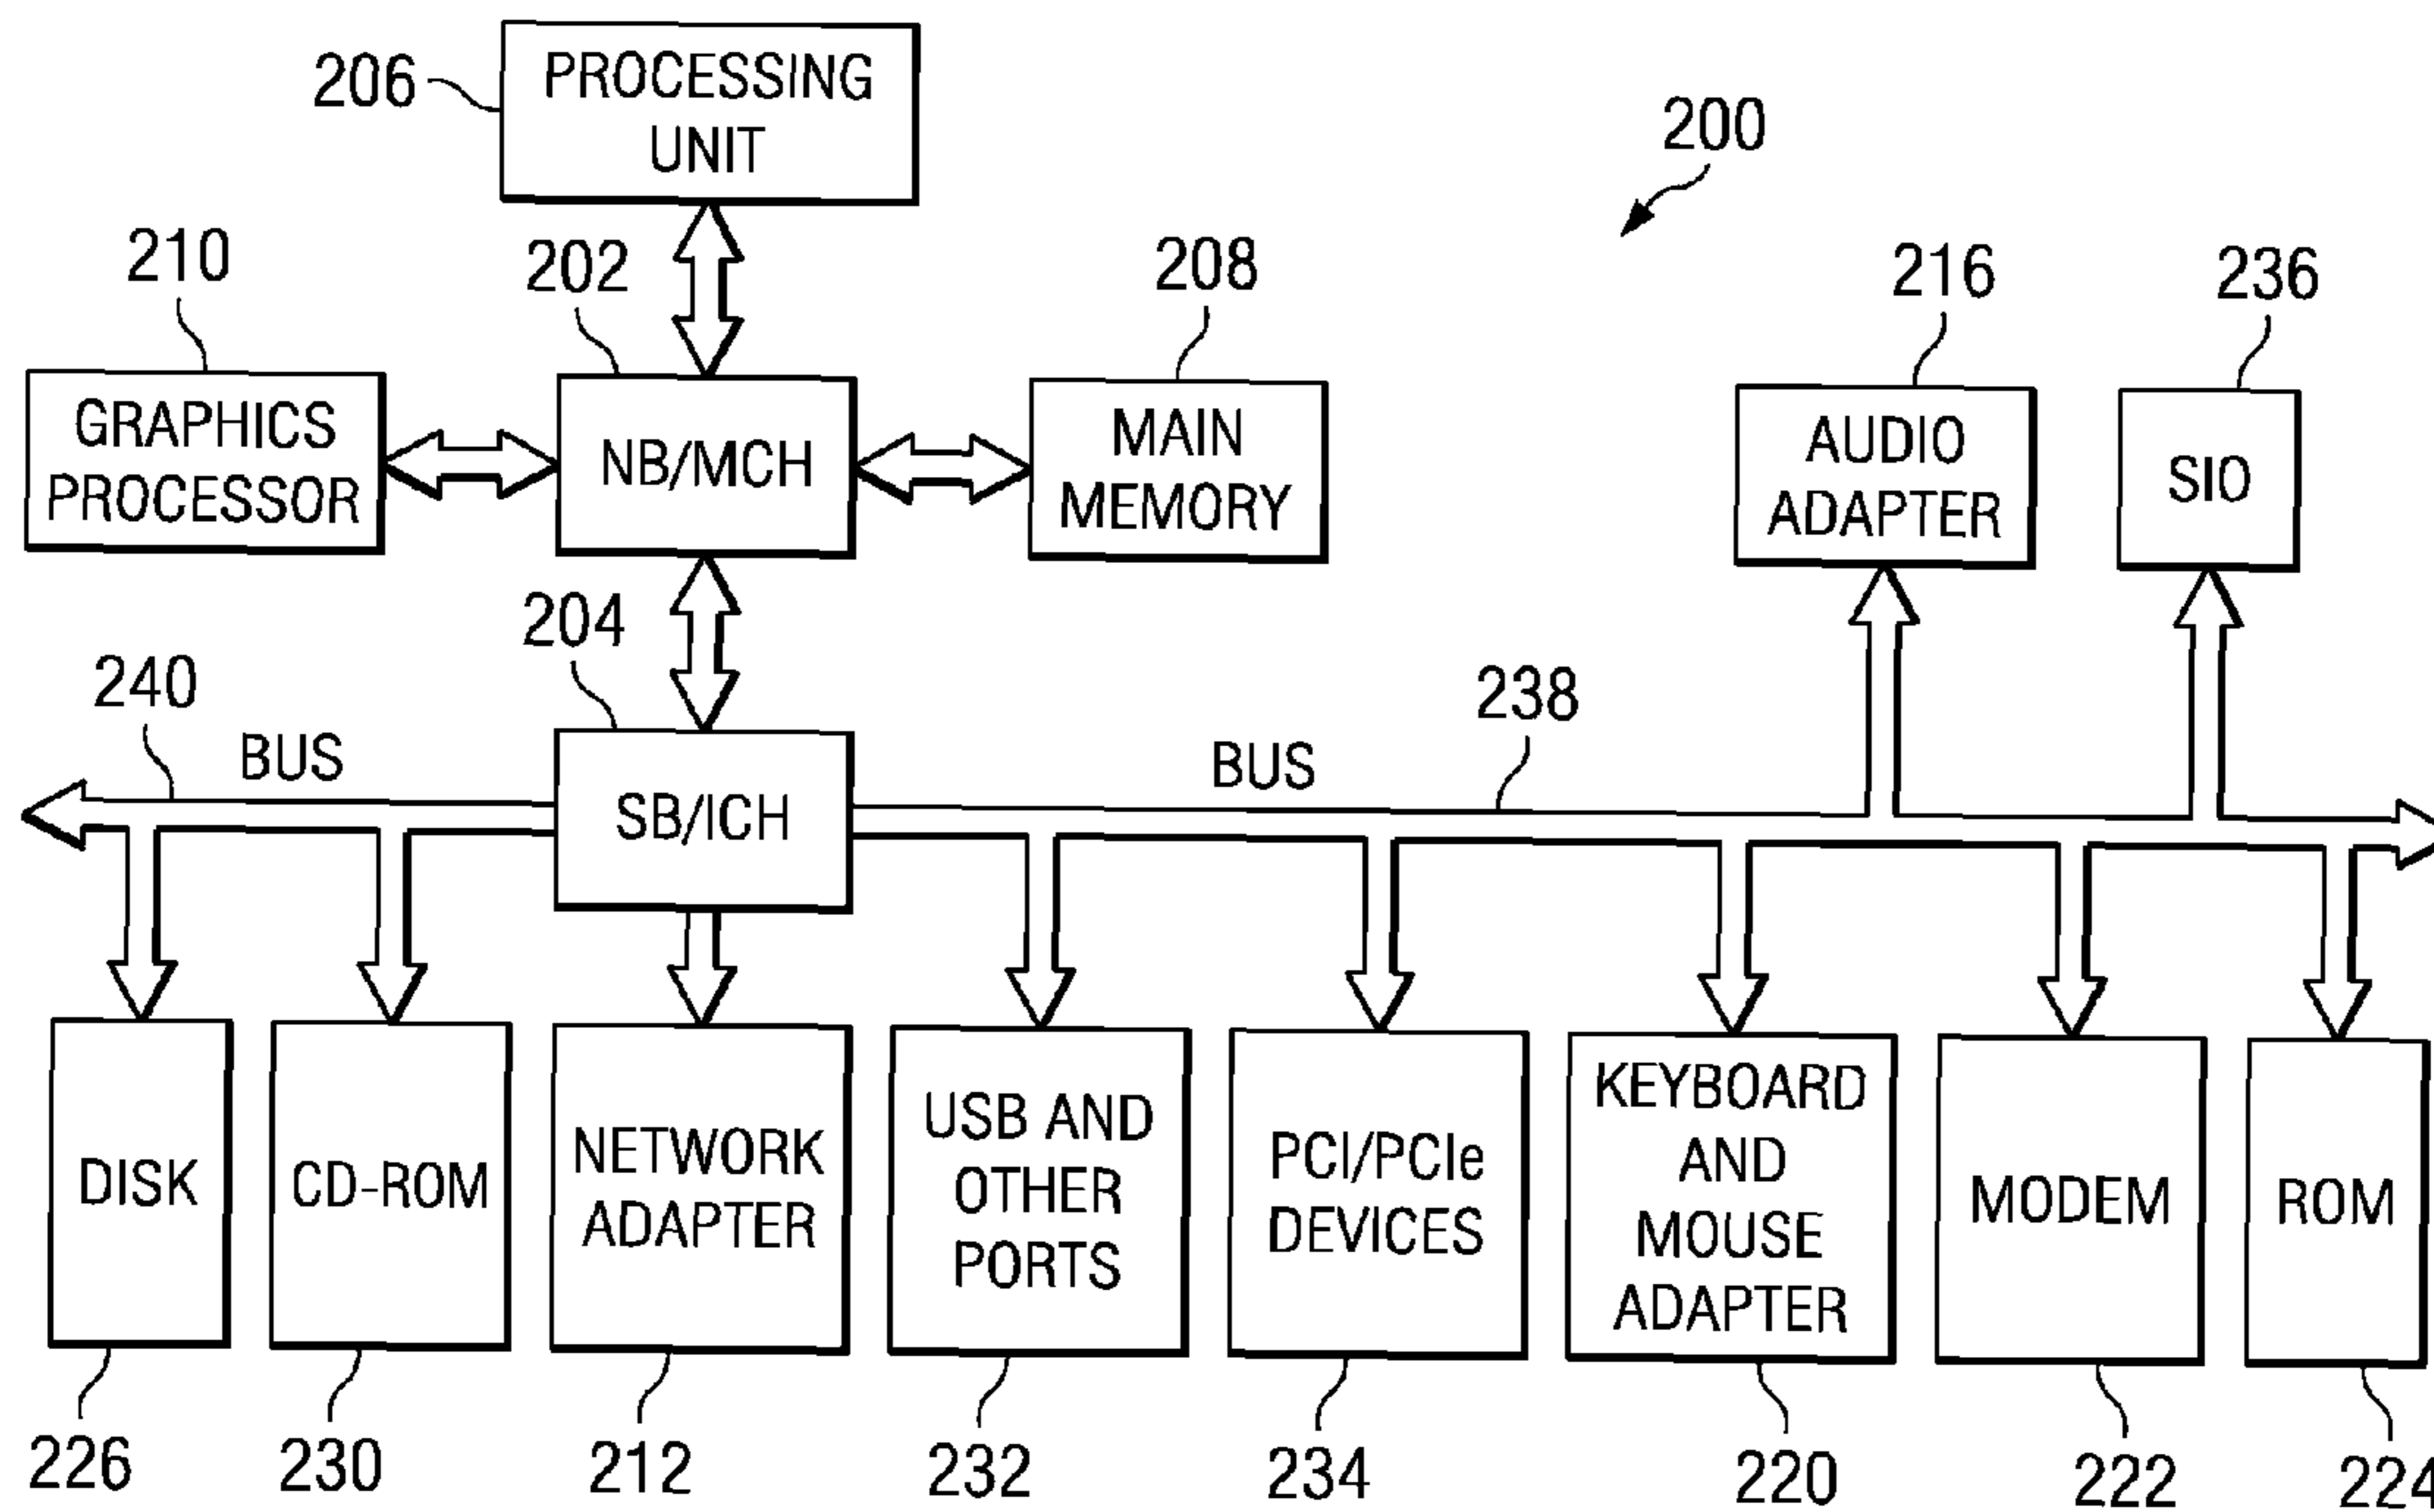 206
PROCESSING
UNIT
200
210
202
208
216
236
GRAPHICS
PROCESSOR
NB/MCH
MAIN
MEMORY
AUDIO
ADAPTER
SIO
204
240
BUS
238
BUS
SB/ICH
DISK
CD-ROM
NETWORK
ADAPTER
USB AND
OTHER
PORTS
PCI/PCIe
DEVICES
KEYBOARD
AND
MOUSE
ADAPTER
MODEM
ROM
226
230
212
232
234
220
222
224